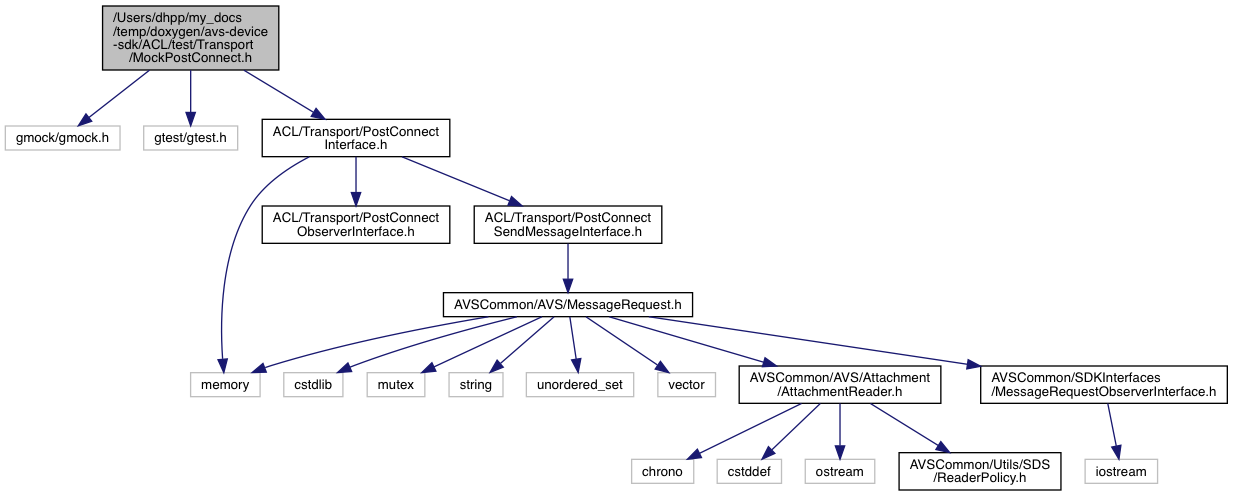 /Users/dhpp/my_docs
/temp/doxygen/avs-device
-sdk/ACL/test/Transport
/MockPostConnect.h
gmock/gmock.h
gtest/gtest.h
ACL/Transport/PostConnect
Interface.h
ACL/Transport/PostConnect
ObserverInterface.h
ACL/Transport/PostConnect
SendMessageInterface.h
AVSCommon/AVS/MessageRequest.h
memory
cstdlib
mutex
string
unordered_set
vector
AVSCommon/AVS/Attachment
/AttachmentReader.h
AVSCommon/SDKInterfaces
/MessageRequestObserverInterface.h
chrono
cstddef
ostream
AVSCommon/Utils/SDS
/ReaderPolicy.h
iostream